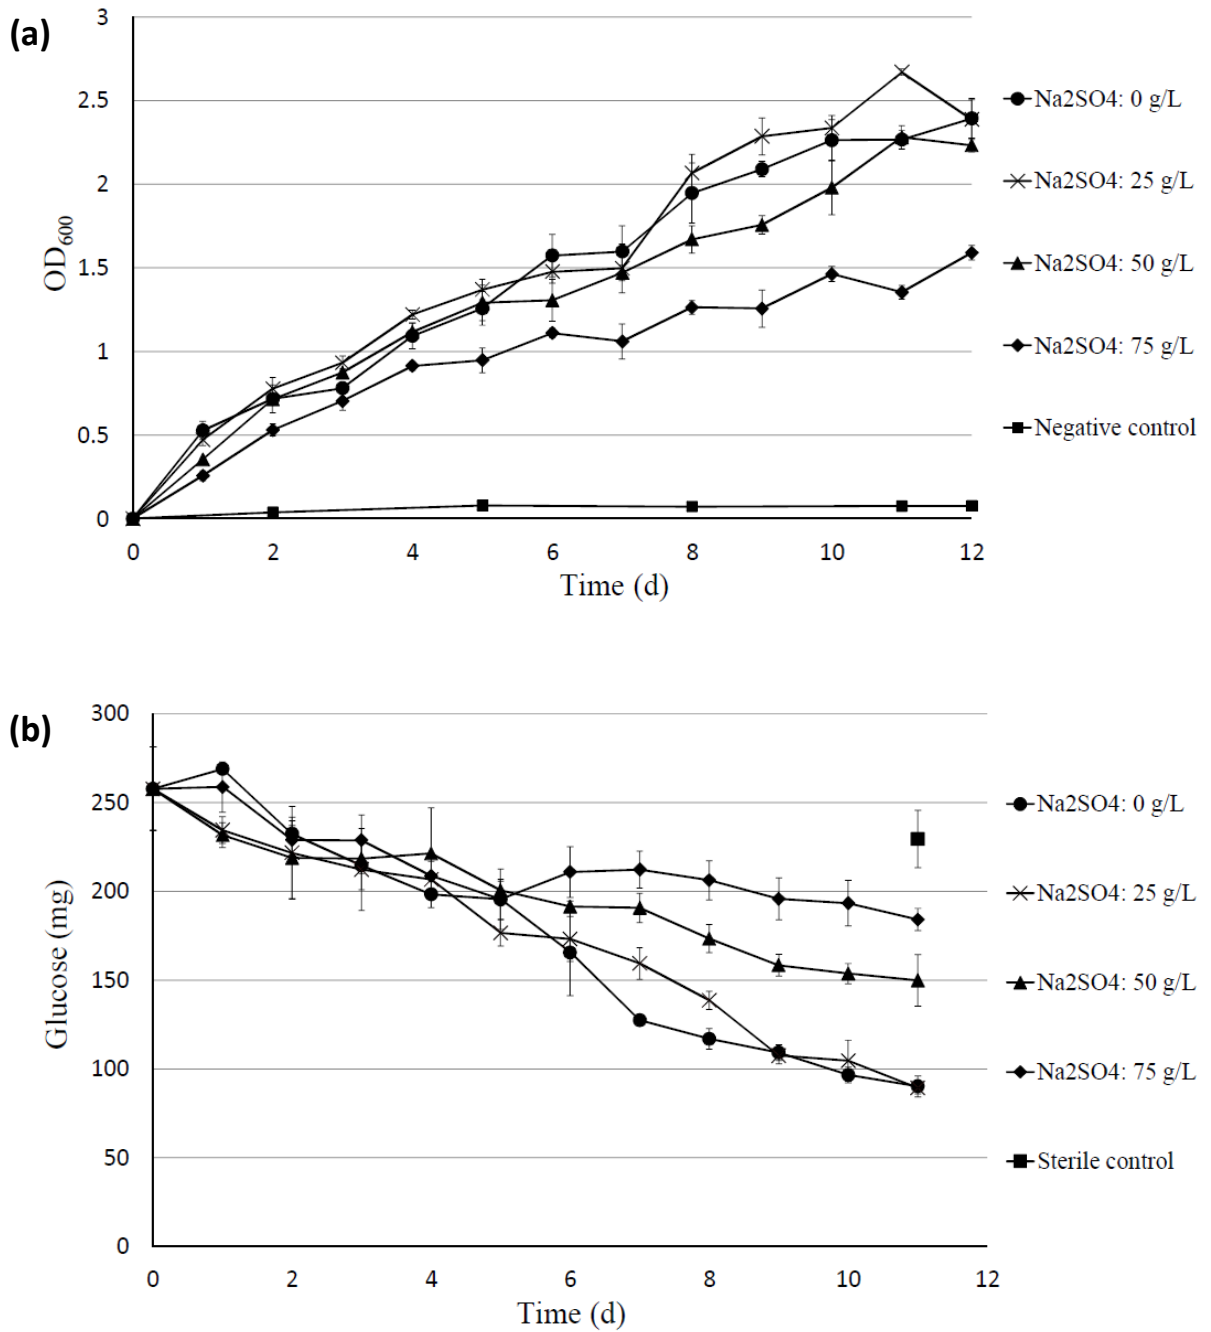 (a)
3
2.5
2
1.5
1
0.5
0
OD600
0 2 4 6 8 10 12
Time (d)
Na2SO4: 0 g/L
Na2SO4: 25 g/L
Na2SO4: 50 g/L
Na2SO4: 75 g/L
Negative control
(b)
300
250
200
150
100
50
0
Glucose (mg)
0 2 4 6 8 10 12
Time (d)
Na2SO4: 0 g/L
Na2SO4: 25 g/L
Na2SO4: 50 g/L
Na2SO4: 75 g/L
Sterile control